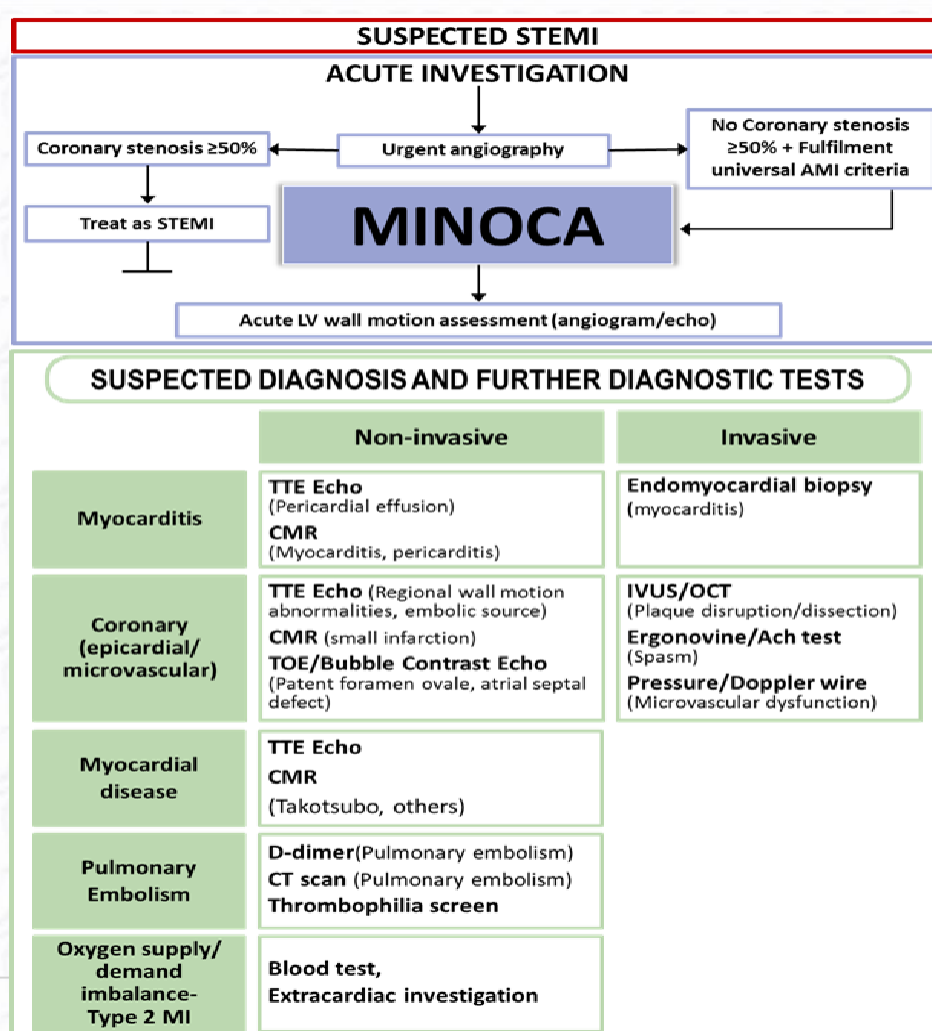 SUSPECTED STEMI
ACUTE INVESTIGATION
Coronary stenosis ≥50%
Urgent angiography
No Coronary stenosis
≥50% + Fulfilment
universal AMI criteria
Treat as STEMI
MINOCA
Acute LV wall motion assessment (angiogram/echo)
SUSPECTED DIAGNOSIS AND FURTHER DIAGNOSTIC TESTS
Non-invasive
Invasive
Myocarditis
TTE Echo
(Pericardial effusion)
CMR
(Myocarditis, pericarditis)
Endomyocardial biopsy
(myocarditis)
Coronary
(epicardial/
microvascular)
TTE Echo (Regional wall motion
abnormalities, embolic source)
CMR (small infarction)
TOE/Bubble Contrast Echo
(Patent foramen ovale, atrial septal
defect)
IVUS/OCT
(Plaque disruption/dissection)
Ergonovine/Ach test
(Spasm)
Pressure/Doppler wire
(Microvascular dysfunction)
Myocardial
disease
TTE Echo
CMR
(Takotsubo, others)
Pulmonary
Embolism
D-dimer(Pulmonary embolism)
CT scan (Pulmonary embolism)
Thrombophilia screen
Oxygen supply/
demand
imbalance-
Type 2 MI
Blood test,
Extracardiac investigation